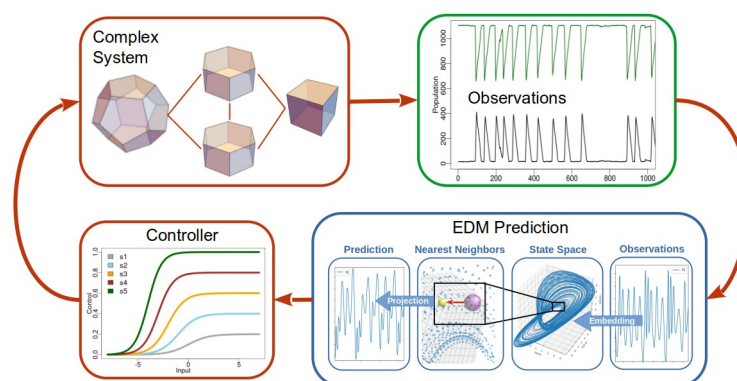 Complex
System
Observations
Population
0 200 400 600 800 1000
0 200 400 600 800 1000
Controller
s1
s2
s3
s4
s5
Control
0.0 0.2 0.4 0.6 0.8 1.0
-5 0 5
Input
EDM Prediction
Prediction
Nearest Neighbors
State Space
Observations
Projection
Embedding